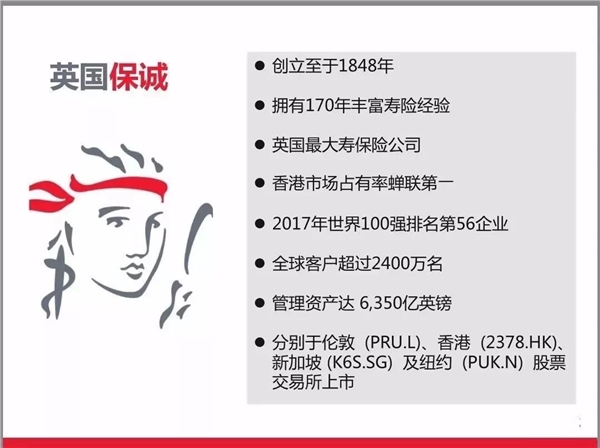 英国保诚
● 创立至于1848年
● 拥有170年丰富寿险经验
● 英国最大寿保险公司
● 香港市场占有率蝉联第一
● 2017年世界100强排名第56企业
● 全球客户超过2400万名
● 管理资产达 6,350亿英镑
● 分别于伦敦 (PRU.L)、香港 (2378.HK)、
新加坡 (K6S.SG) 及纽约 (PUK.N) 股票
交易所上市